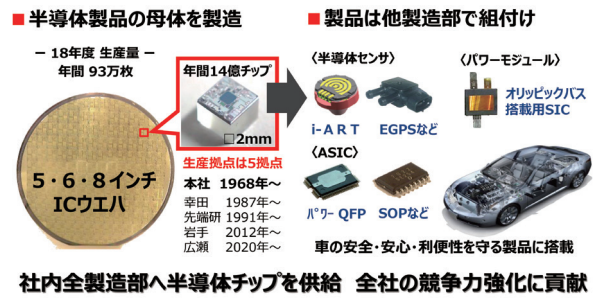 ■ 半導体製品の母体を製造
－ 18年度 生産量 －
年間 93万枚
5・6・8インチ
ICウエハ
年間14億チップ
□2mm
生産拠点は5拠点
本社 1968年～
幸田 1987年～
先端研 1991年～
岩手 2012年～
広瀬 2020年～
■ 製品は他製造部で組付け
〈半導体センサ〉
i-ART
EGPSなど
〈ASIC〉
ﾊﾟﾜｰ QFP
SOPなど
〈パワーモジュール〉
オリッピックバス
搭載用SIC
車の安全・安心・利便性を守る製品に搭載
社内全製造部へ半導体チップを供給 全社の競争力強化に貢献